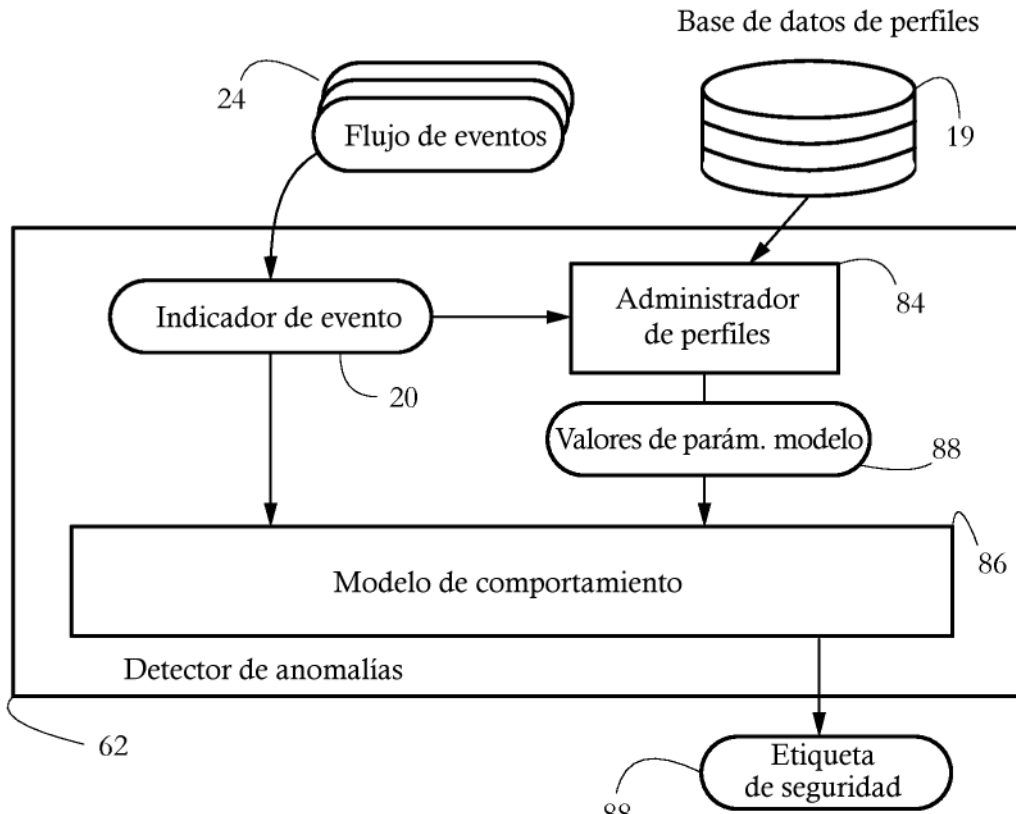 Base de datos de perfiles
24
Flujo de eventos
19
Indicador de evento
Administrador
de perfiles
84
20
Valores de parám. modelo
88
86
Modelo de comportamiento
Detector de anomalías
62
Etiqueta
de seguridad
88